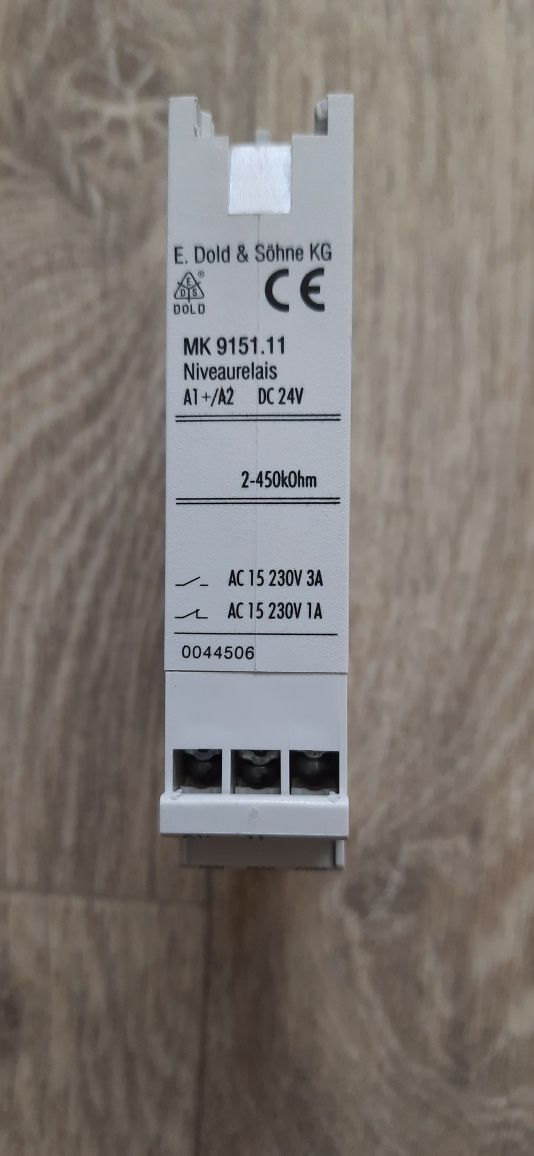 E. Dold & Söhne KG
E
DS
®
DOLD
CE
MK 9151.11
Niveaurelais
A1+/A2 DC 24V
2-450kOhm
AC 15 230V 3A
AC 15 230V 1A
0044506